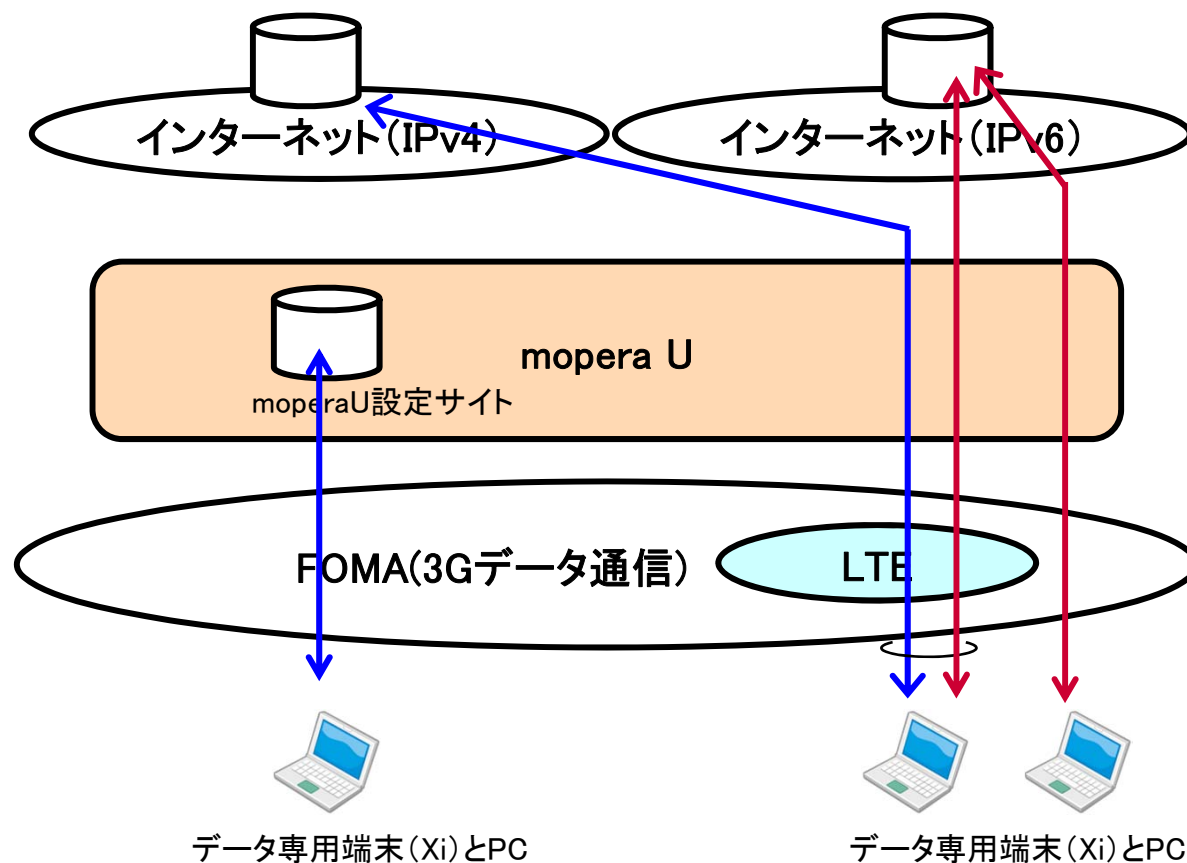 インターネット（IPv4）
インターネット（IPv6）
mopera U
moperaU設定サイト
FOMA(3Gデータ通信)
LTE
データ専用端末（Xi）とPC
データ専用端末（Xi）とPC